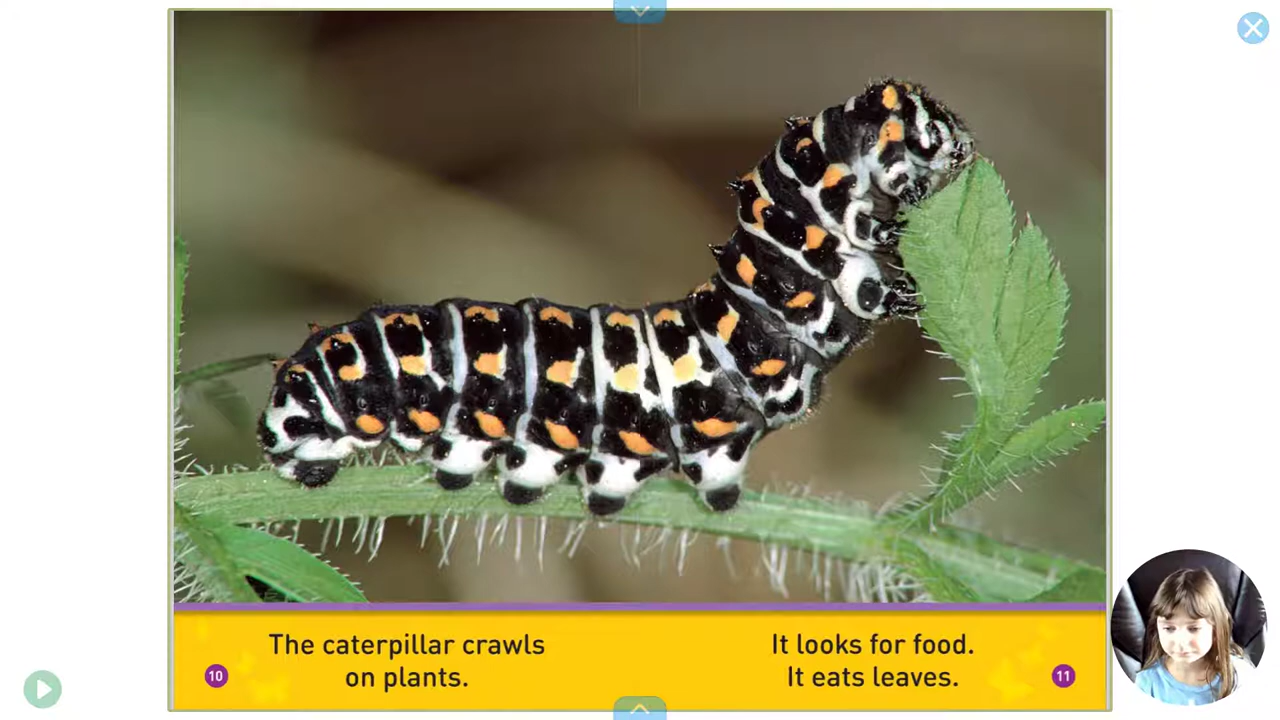 The caterpillar crawls
on plants.
10
It looks for food.
It eats leaves.
11